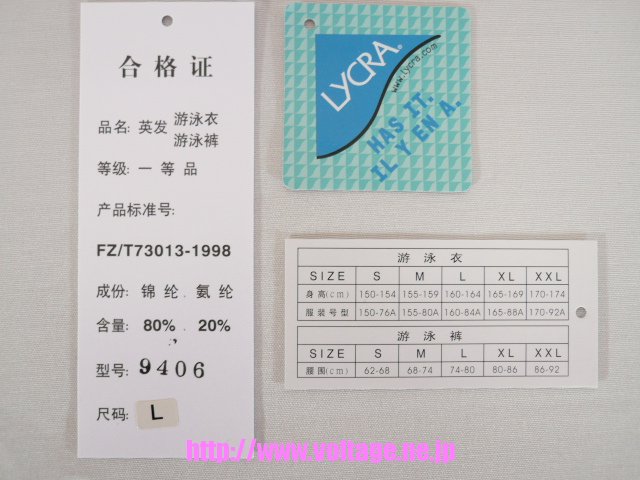 合格证
品名: 英发 游泳衣
游泳裤
等级: 一等品
产品标准号:
FZ/T73013-1998
成份: 锦纶 . 氨纶
含量: 80% . 20%
型号: 9406
尺码: L
LYCRA®
www.lycra.com
HAS IT.
IL Y EN A.
游泳衣
SIZE S M L XL XXL
身高(cm) 150-154 155-159 160-164 165-169 170-174
服装号型 150-76A 155-80A 160-84A 165-88A 170-92A
游泳裤
SIZE S M L XL XXL
腰围(cm) 62-68 68-74 74-80 80-86 86-92
http://www.voltage.ne.jp